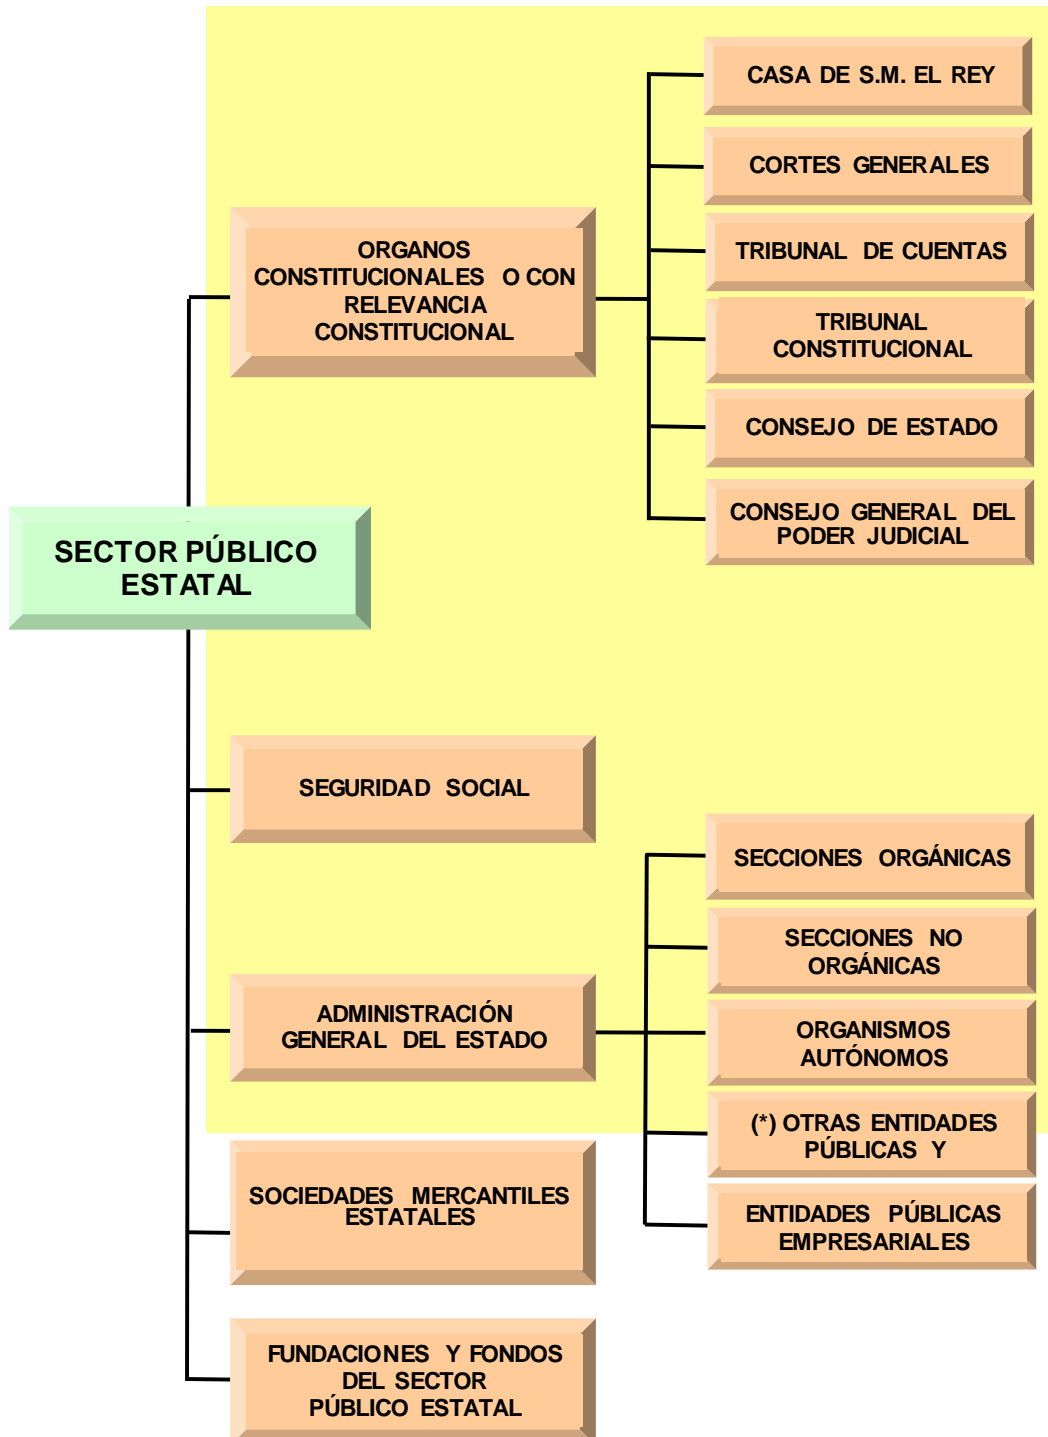 CASA DE S.M. EL REY
CORTES GENERALES
TRIBUNAL DE CUENTAS
ORGANOS
CONSTITUCIONALES O CON
RELEVANCIA
CONSTITUCIONAL
TRIBUNAL
CONSTITUCIONAL
CONSEJO DE ESTADO
CONSEJO GENERAL DEL
PODER JUDICIAL
SECTOR PÚBLICO
ESTATAL
SEGURIDAD SOCIAL
SECCIONES ORGÁNICAS
SECCIONES NO
ORGÁNICAS
ADMINISTRACIÓN
GENERAL DEL ESTADO
ORGANISMOS
AUTÓNOMOS
(*) OTRAS ENTIDADES
PÚBLICAS Y
SOCIEDADES MERCANTILES
ESTATALES
ENTIDADES PÚBLICAS
EMPRESARIALES
FUNDACIONES Y FONDOS
DEL SECTOR
PÚBLICO ESTATAL